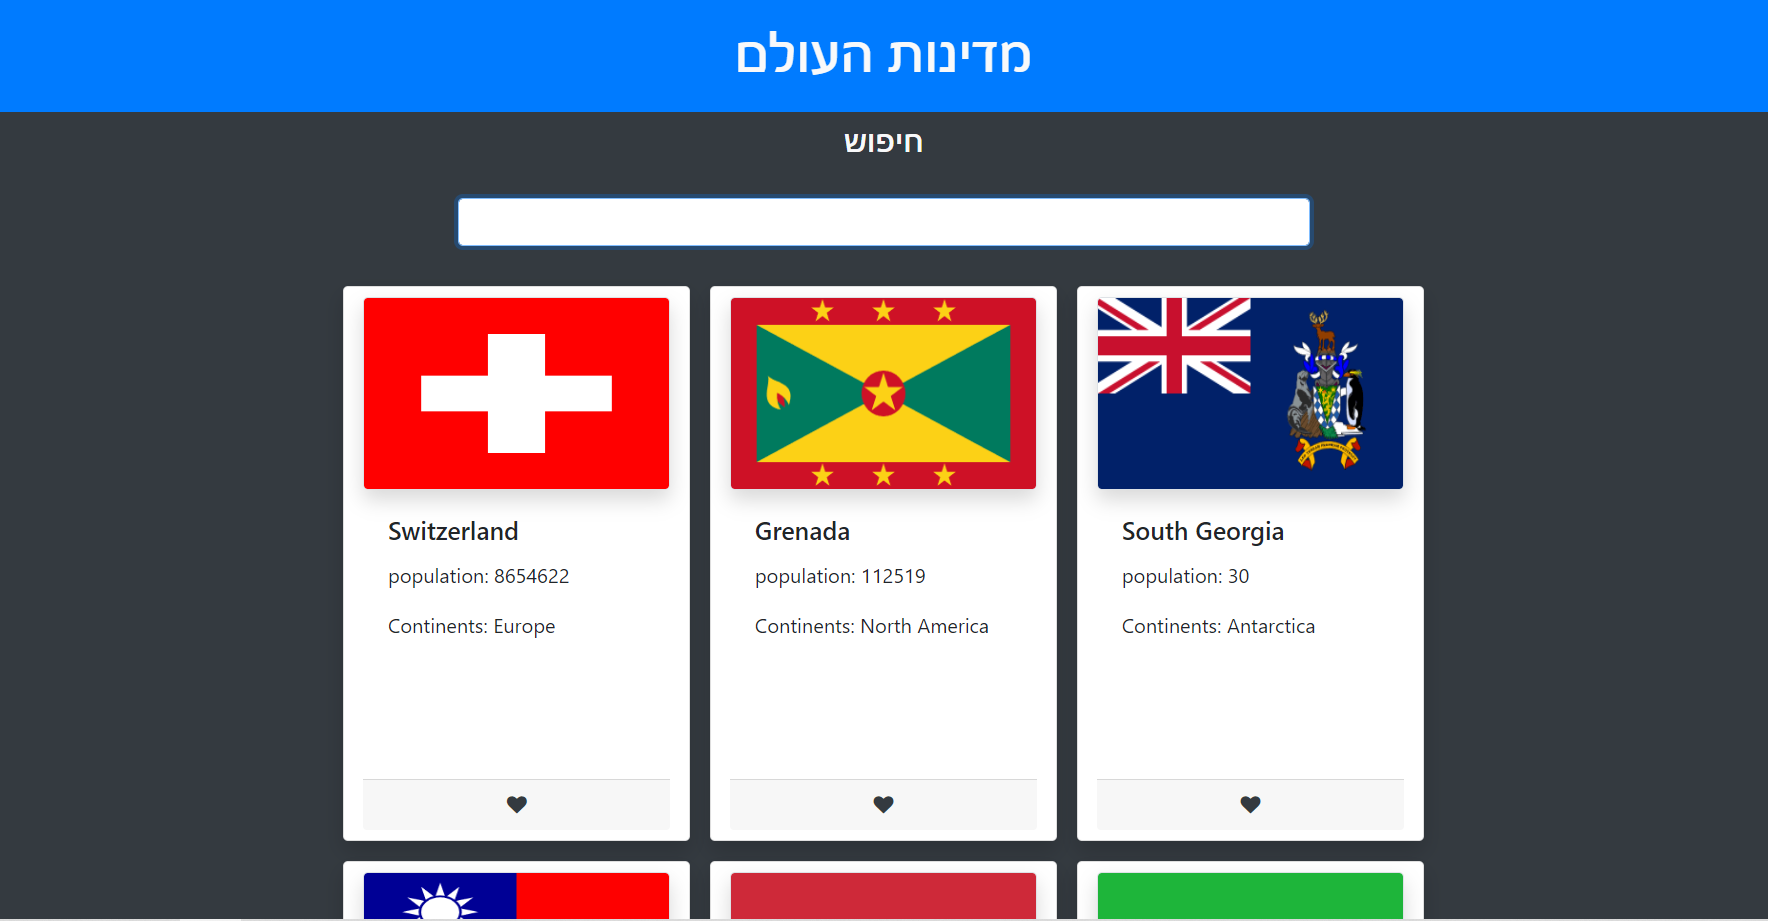 מדינות העולם
חיפוש
Switzerland
population: 8654622
Continents: Europe
Grenada
population: 112519
Continents: North America
South Georgia
population: 30
Continents: Antarctica